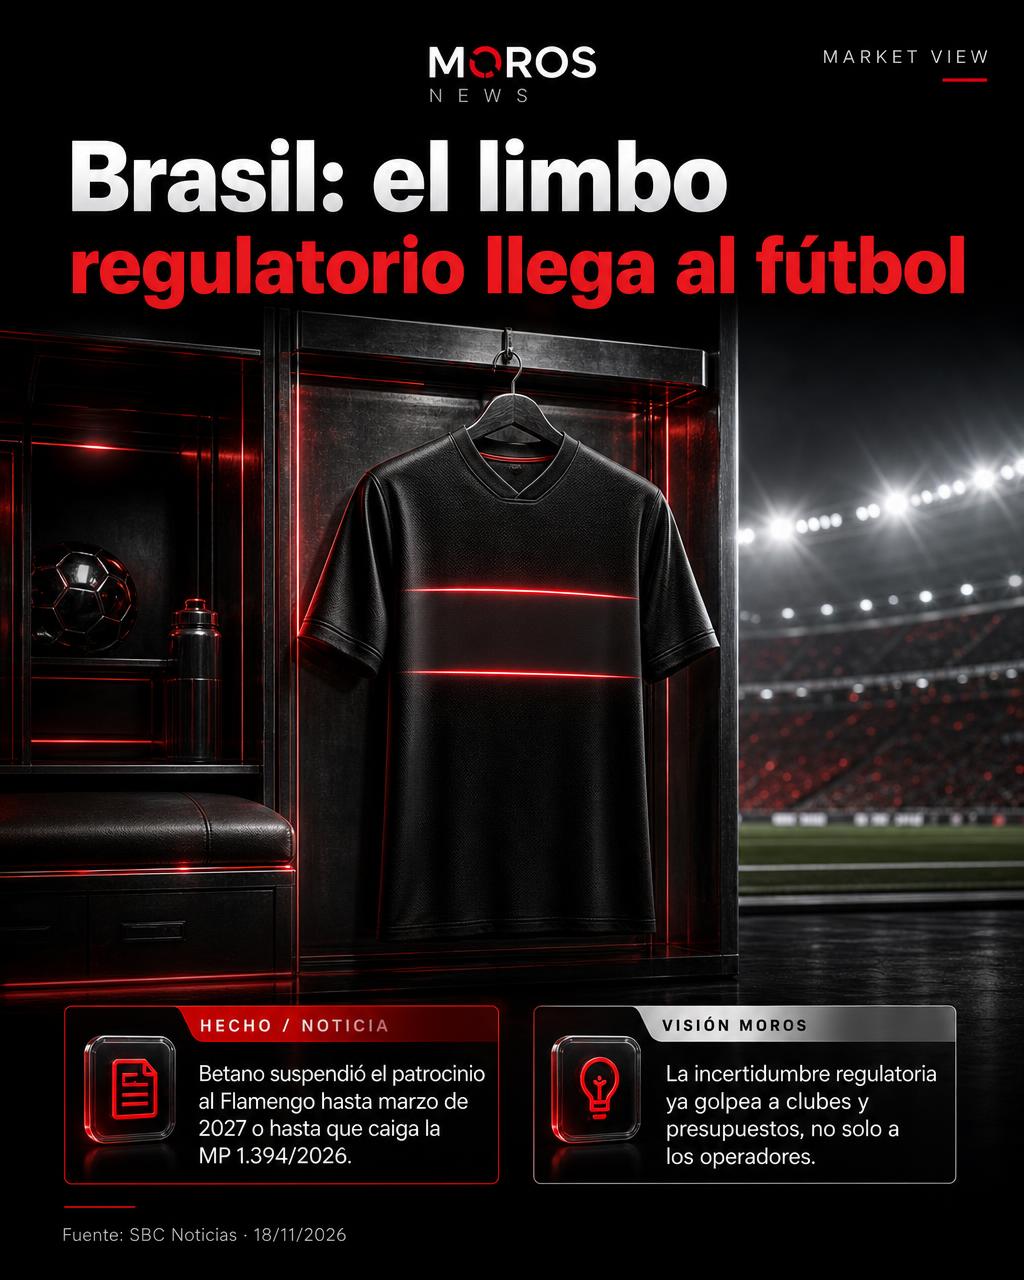 MOROS
NEWS
MARKET VIEW
Brasil: el limbo
regulatorio llega al fútbol
HECHO / NOTICIA
Betano suspendió el patrocinio
al Flamengo hasta marzo de
2027 o hasta que caiga la
MP 1.394/2026.
VISIÓN MOROS
La incertidumbre regulatoria
ya golpea a clubes y
presupuestos, no solo a
los operadores.
Fuente: SBC Noticias · 18/11/2026